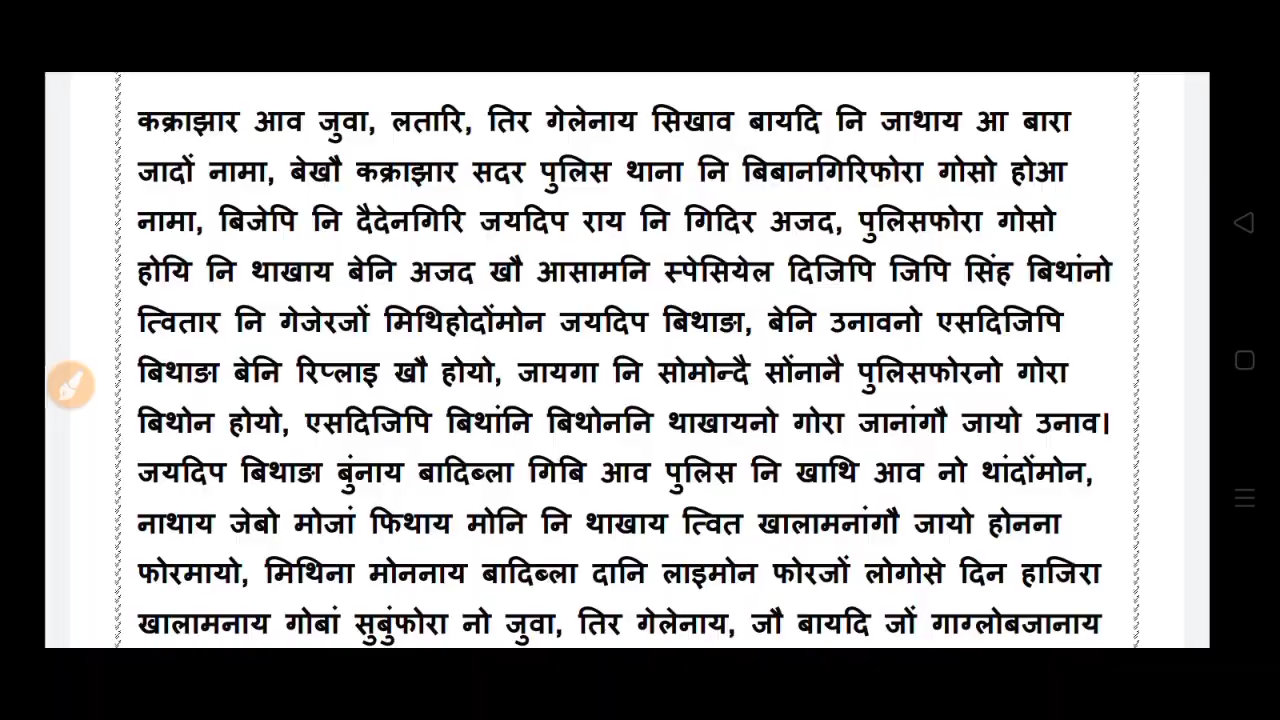 कक्राझार आव जुवा, लतारि, तिर गेलेनाय सिखाव बायदि नि जाथाय आ बारा
जादों नामा, बेखौ कक्राझार सदर पुलिस थाना नि बिबानगिरिफोरा गोसो होआ
नामा, बिजेपि नि दैदेनगिरि जयदिप राय नि गिदिर अजद, पुलिसफोरा गोसो
होयि नि थाखाय बेनि अजद खौ आसामनि स्पेसियेल दिजिपि जिपि सिंह बिथांनो
त्वितार नि गेजेरजों मिथिहोदोंमोन जयदिप बिथाङा, बेनि उनावनो एसदिजिपि
बिथाङा बेनि रिप्लाइ खौ होयो, जायगा नि सोमोन्दै सोंनानै पुलिसफोरनो गोरा
बिथोन होयो, एसदिजिपि बिथांनि बिथोननि थाखायनो गोरा जानांगौ जायो उनाव।
जयदिप बिथाङा बुंनाय बादिब्ला गिबि आव पुलिस नि खाथि आव नो थांदोंमोन,
नाथाय जेबो मोजां फिथाय मोनि नि थाखाय त्वित खालामनांगौ जायो होनना
फोरमायो, मिथिना मोननाय बादिब्ला दानि लाइमोन फोरजों लोगोसे दिन हाजिरा
खालामनाय गोबां सुबुंफोरा नो जुवा, तिर गेलेनाय, जौ बायदि जों गाग्लोबजानाय